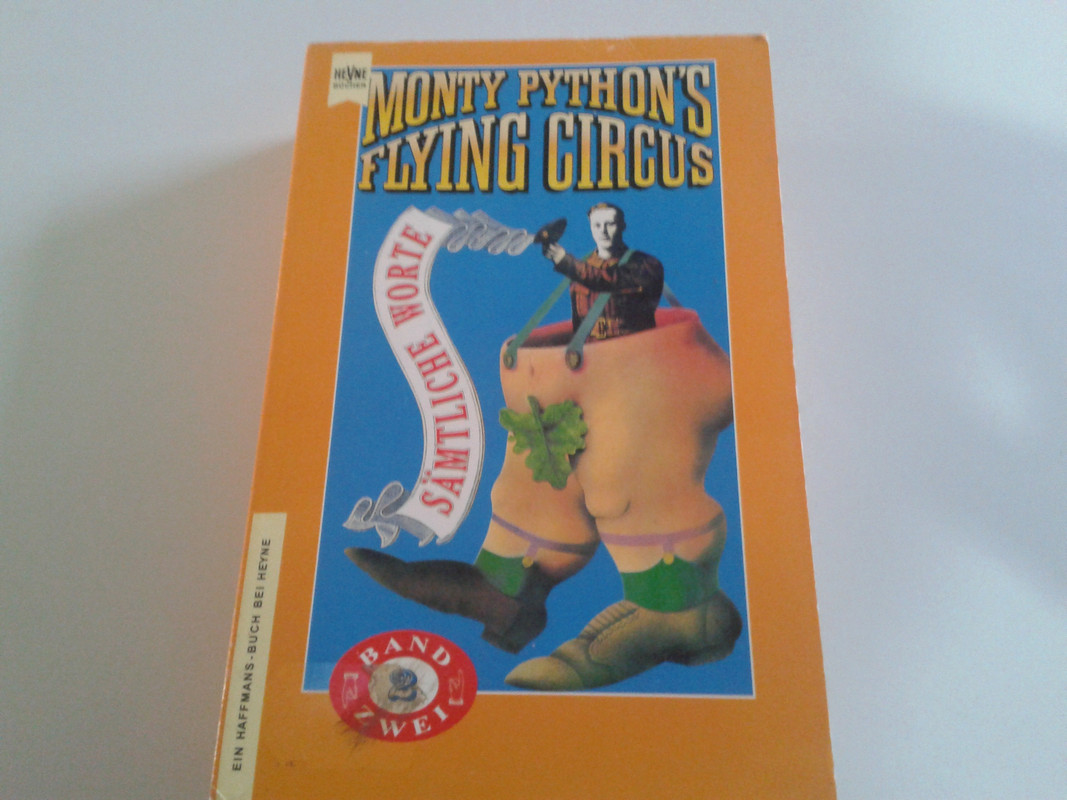 HEYNE
BÜCHER
MONTY PYTHON'S
FLYING CIRCUS
SÄMTLICHE WORTE
BAND
2
ZWEI
EIN HAFFMANS-BUCH BEI HEYNE